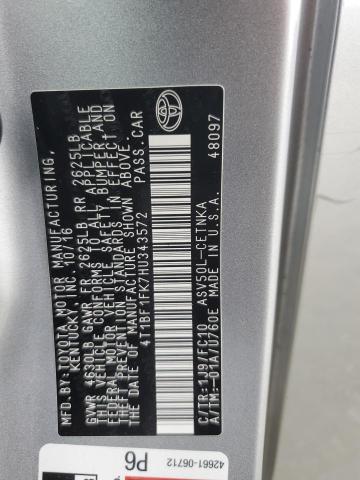 MFD.BY:TOYOTA MOTOR MANUFACTURING,
KENTUCKY, INC. 10/16
GVWR 4630LB GAWR FR 2625LB RR 2625LB
THIS VEHICLE CONFORMS TO ALL APPLICABLE
FEDERAL MOTOR VEHICLE SAFETY, BUMPER AND
THEFT PREVENTION STANDARDS IN EFFECT ON
THE DATE OF MANUFACTURE SHOWN ABOVE.
4T1BF1FK7HU343572 PASS.CAR
C/TR:1J9/FC10 ASV50L-CETNKA
A/TM:-01A/U760E MADE IN U.S.A. 48097
42661-06712
P6